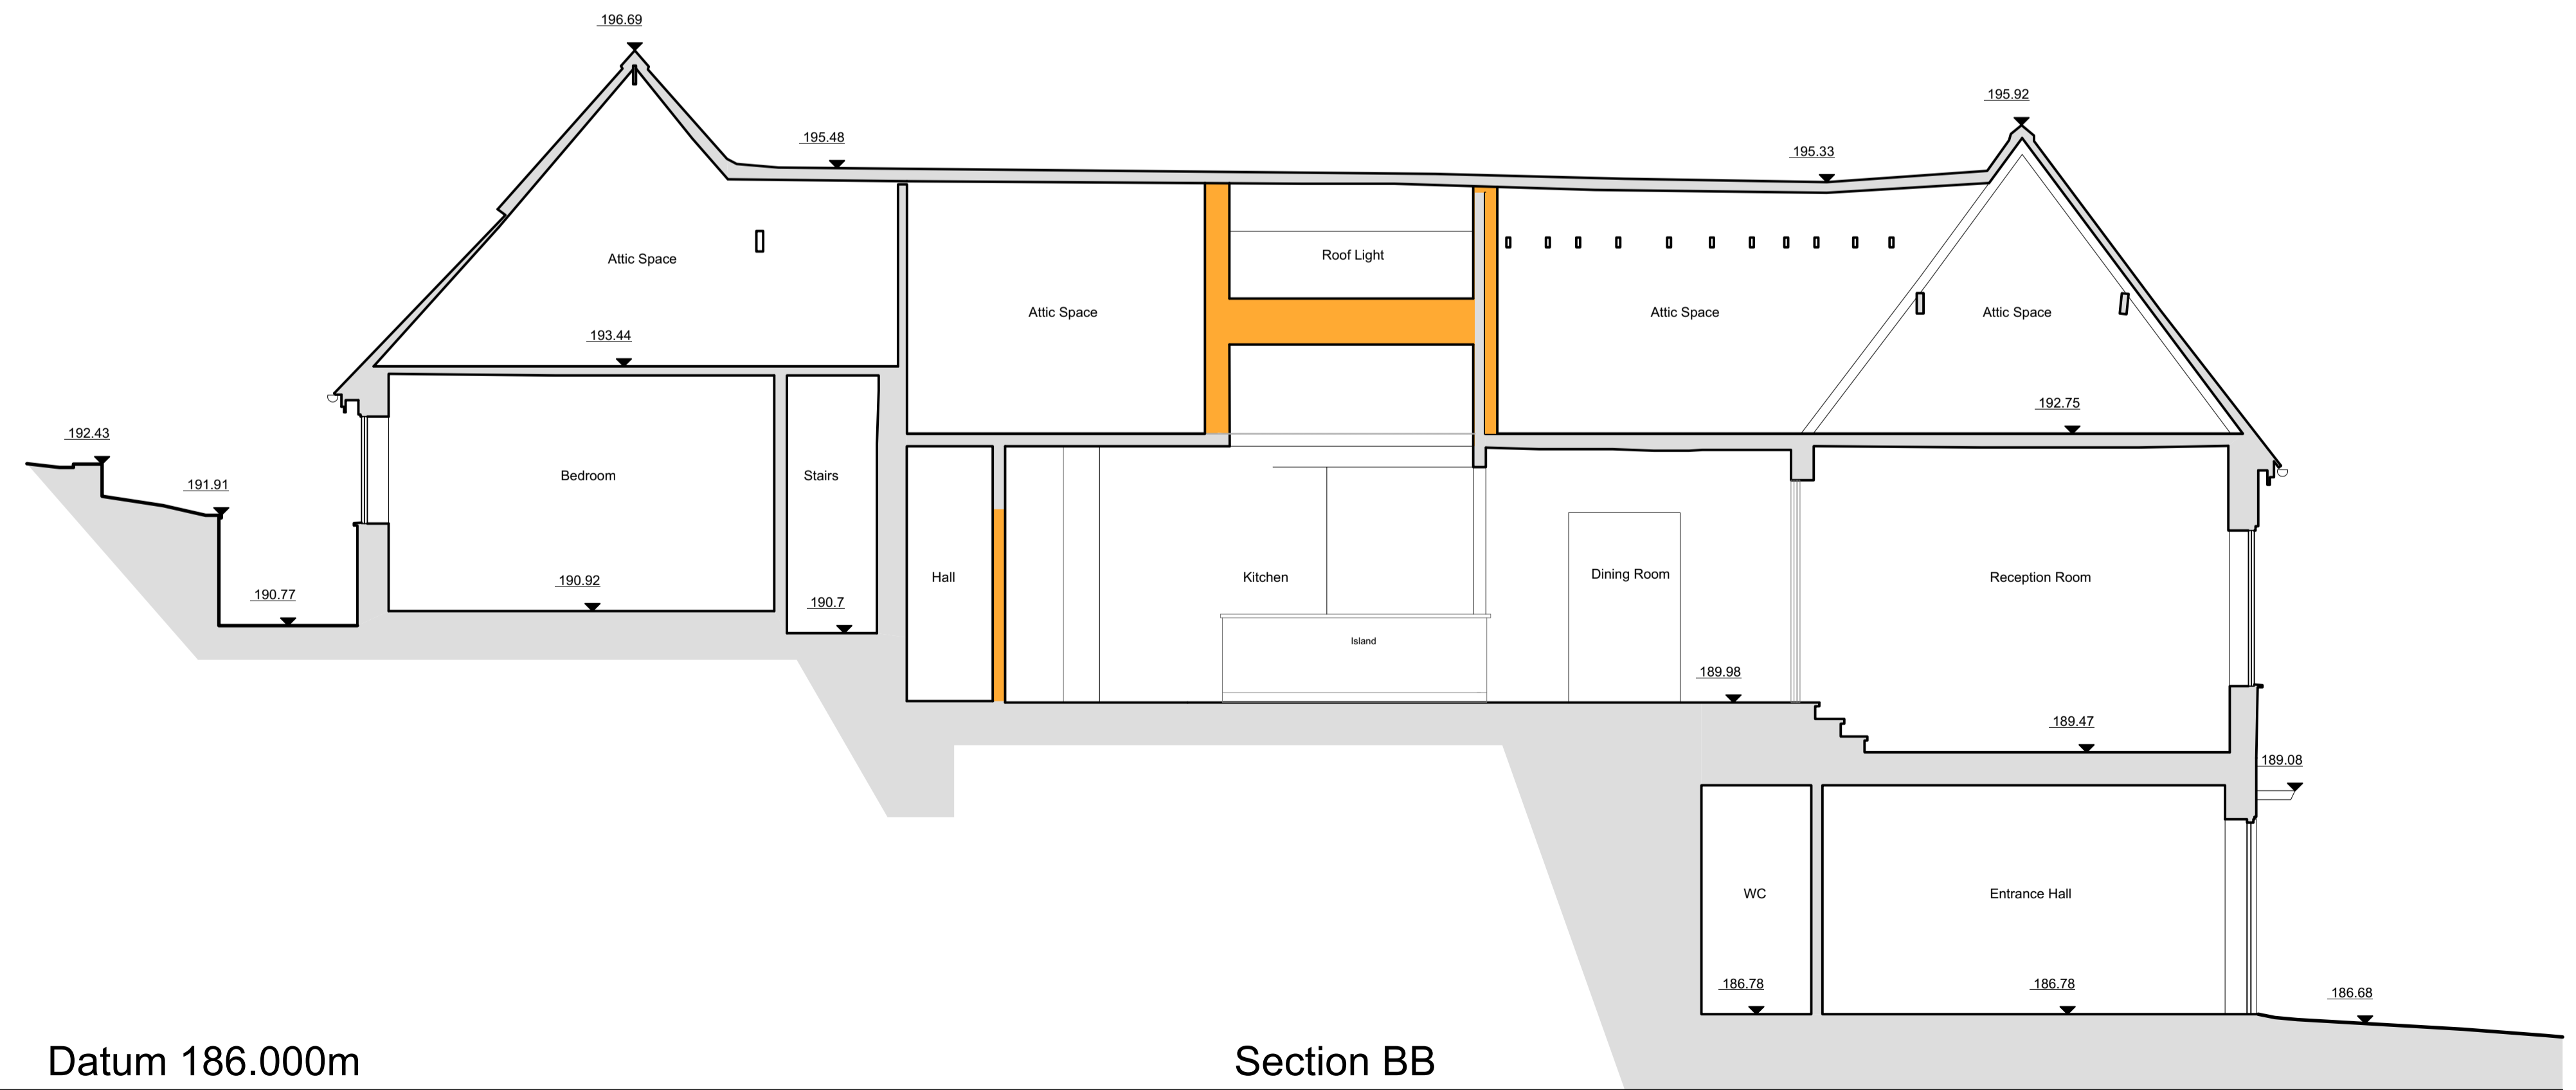 196.69
195.92
195.48
195.33
Roof Light
Attic Space
Attic Space
Attic Space
Attic Space
193.44
192.75
192.43
Bedroom
Stairs
191.91
Hall
Kitchen
Dining Room
Reception Room
190.92
190.77
190.7
Island
189.98
189.47
189.08
WC
Entrance Hall
186.78
186.78
186.68
Datum 186.000m
Section BB